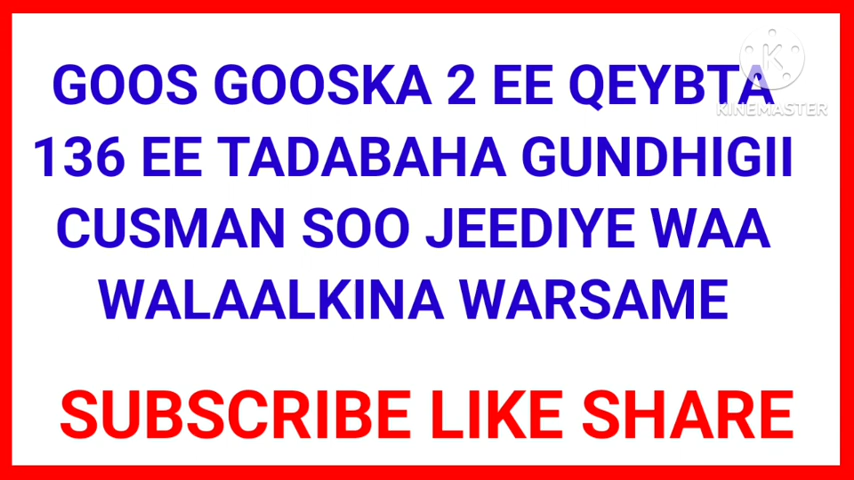 GOOS GOOSKA 2 EE QEYBTA
136 EE TADABAHA GUNDHIGII
CUSMAN SOO JEEDIYE WAA
WALAALKINA WARSAME
SUBSCRIBE LIKE SHARE
K
KINEMASTER